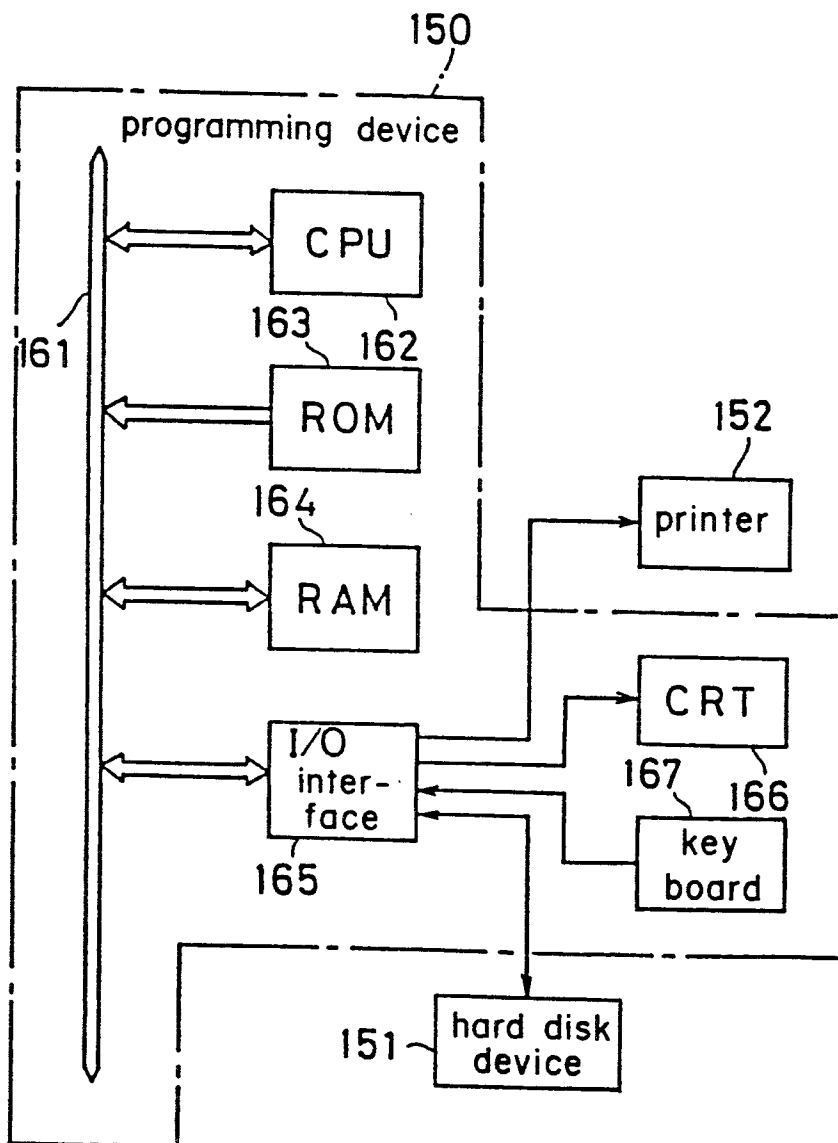 150
programming device
CPU
161
163
162
ROM
152
printer
164
RAM
I/O
inter-
face
CRT
167
166
165
key
board
151
hard disk
device